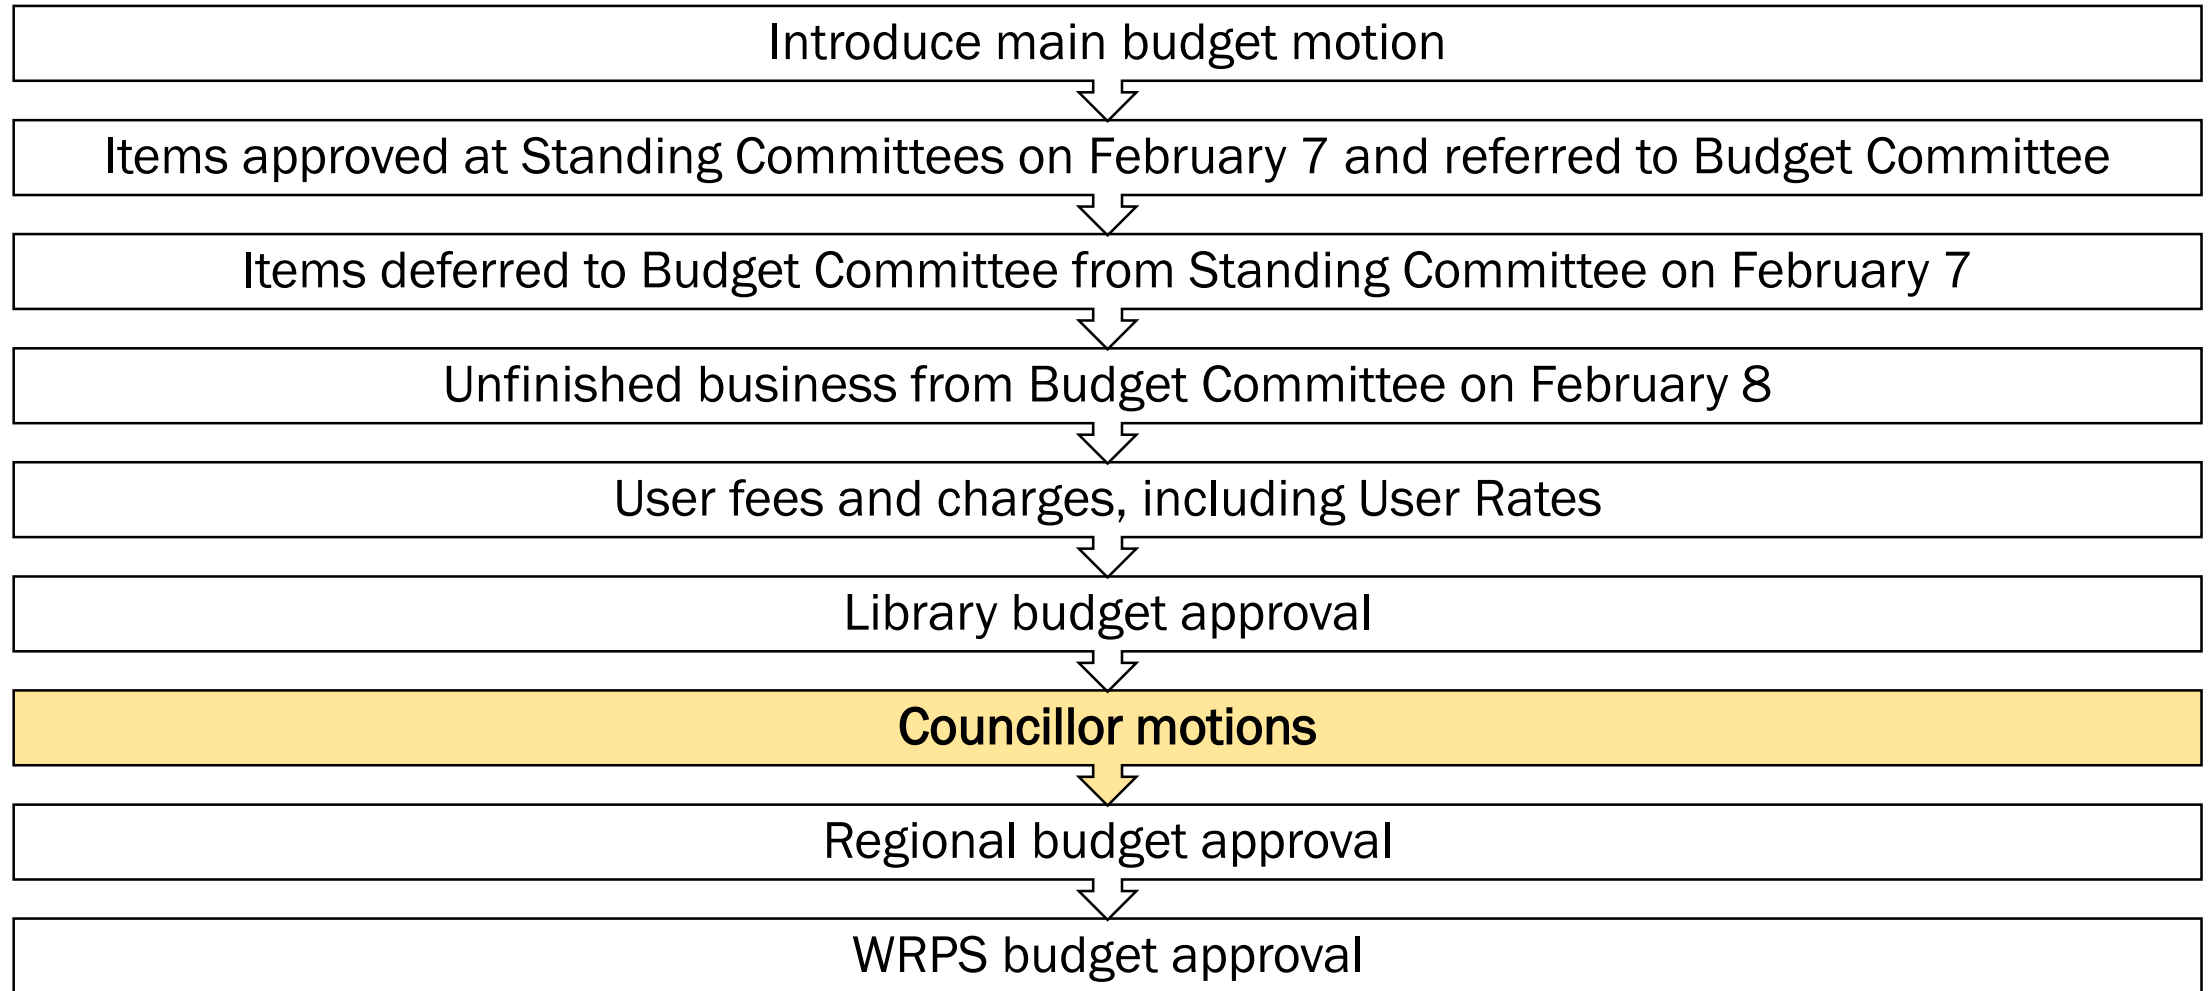 Introduce main budget motion
Items approved at Standing Committees on February 7 and referred to Budget Committee
Items deferred to Budget Committee from Standing Committee on February 7
Unfinished business from Budget Committee on February 8
User fees and charges, including User Rates
Library budget approval
Councillor motions
Regional budget approval
WRPS budget approval